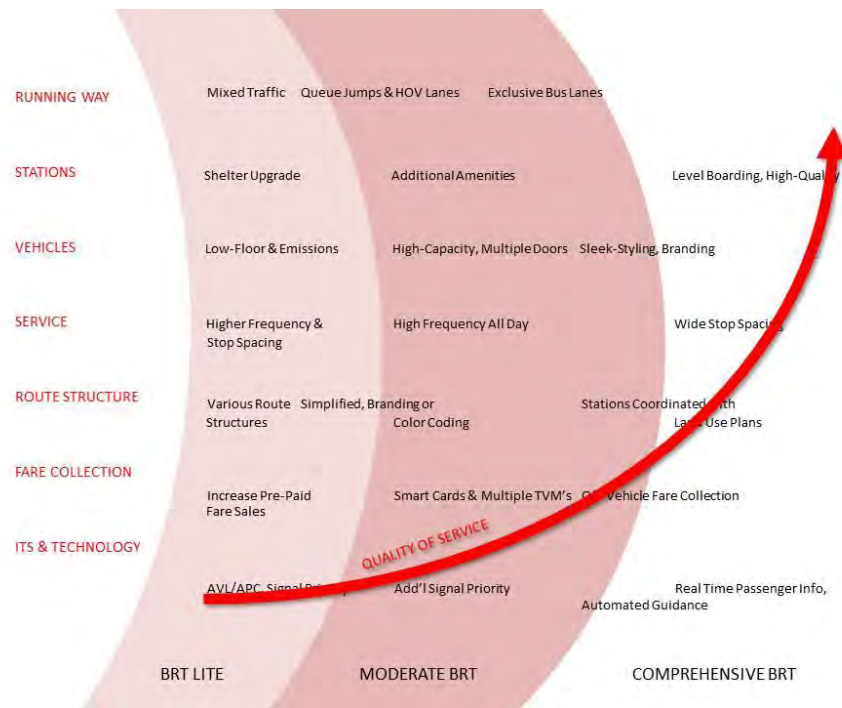 RUNNING WAY Mixed Traffic Queue Jumps & HOV Lanes Exclusive Bus Lanes
STATIONS Shelter Upgrade Additional Amenities Level Boarding, High-Quality
VEHICLES Low-Floor & Emissions High-Capacity, Multiple Doors Sleek-Styling, Branding
SERVICE Higher Frequency & High Frequency All Day Wide Stop Spacing
Stop Spacing
ROUTE STRUCTURE Various Route Simplified, Branding or Stations Coordinated with
Structures Color Coding Land Use Plans
FARE COLLECTION
Increase Pre-Paid Smart Cards & Multiple TVM's Vehicle Fare Collection
Fare Sales
QUALITY OF SERVICE
ITS & TECHNOLOGY
AVL/APC, Signal Priority Add'l Signal Priority Real Time Passenger Info,
Automated Guidance
BRT LITE MODERATE BRT COMPREHENSIVE BRT